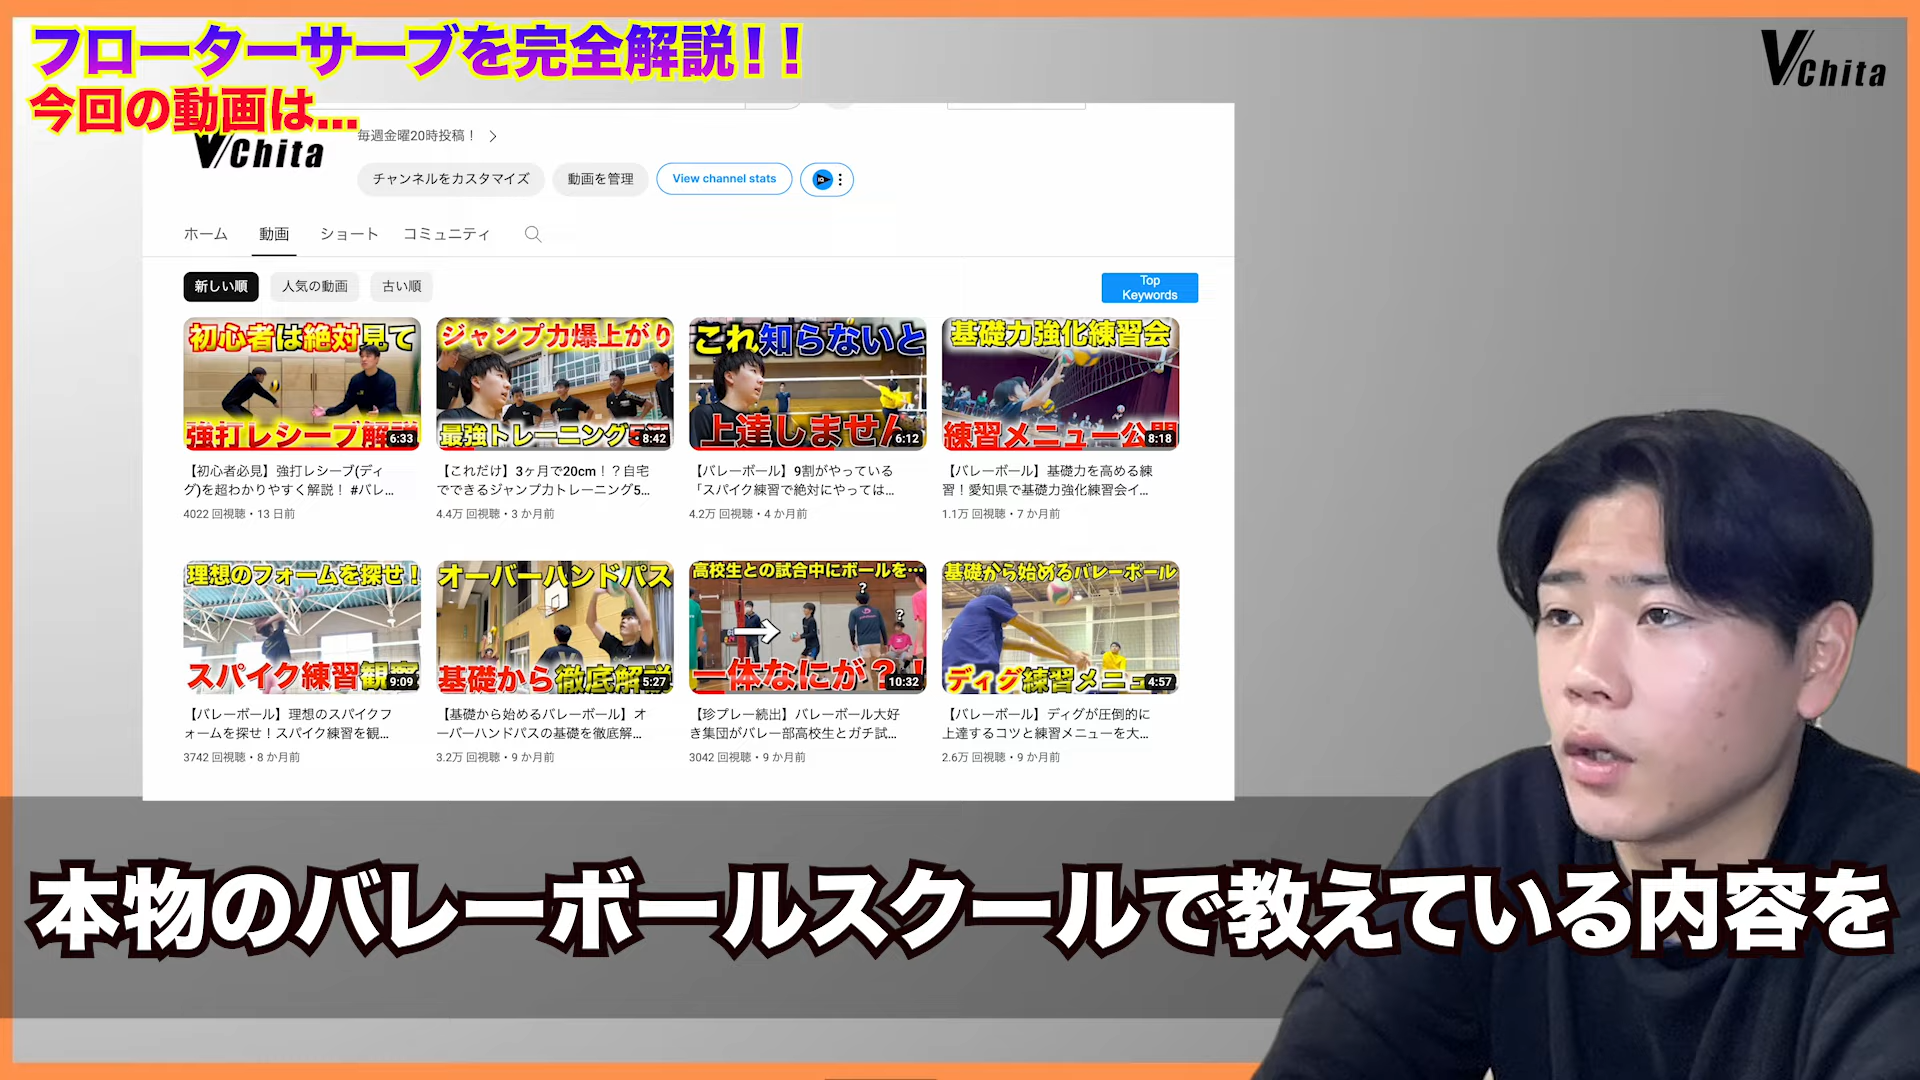 フローターサーブを完全解説!!
今回の動画は...
VChita
VChita
毎週金曜20時投稿！
チャンネルをカスタマイズ
動画を管理
View channel stats
ホーム
動画
ショート
コミュニティ
新しい順
人気の動画
古い順
Top Keywords
初心者は絶対見て
強打レシーブ解説
6:33
ジャンプ力爆上がり
最強トレーニング5選
8:42
これ知らないと
上達しません
6:12
基礎力強化練習会
練習メニュー公開
8:18
【初心者必見】強打レシーブ(ディ
グ)を超わかりやすく解説！ #バレ...
4022 回視聴・13 日前
【これだけ】3ヶ月で20cm！？自宅
でできるジャンプ力トレーニング5...
4.4万 回視聴・3 か月前
【バレーボール】9割がやっている
「スパイク練習で絶対にやっては...
4.2万 回視聴・4 か月前
【バレーボール】基礎力を高める練
習！愛知県で基礎力強化練習会イ...
1.1万 回視聴・7 か月前
理想のフォームを探せ！
スパイク練習観察
9:09
オーバーハンドパス
基礎から徹底解説
5:27
高校生との試合中にボールを…
?
?
一体なにが？！
10:32
基礎から始めるバレーボール
ディグ練習メニュー
4:57
【バレーボール】理想のスパイクフ
ォームを探せ！スパイク練習を観...
3742 回視聴・8 か月前
【基礎から始めるバレーボール】オ
ーバーハンドパスの基礎を徹底解...
3.2万 回視聴・9 か月前
【珍プレー続出】バレーボール大好
き集団がバレー部高校生とガチ試...
3042 回視聴・9 か月前
【バレーボール】ディグが圧倒的に
上達するコツと練習メニューを大...
2.6万 回視聴・9 か月前
本物のバレーボールスクールで教えている内容を